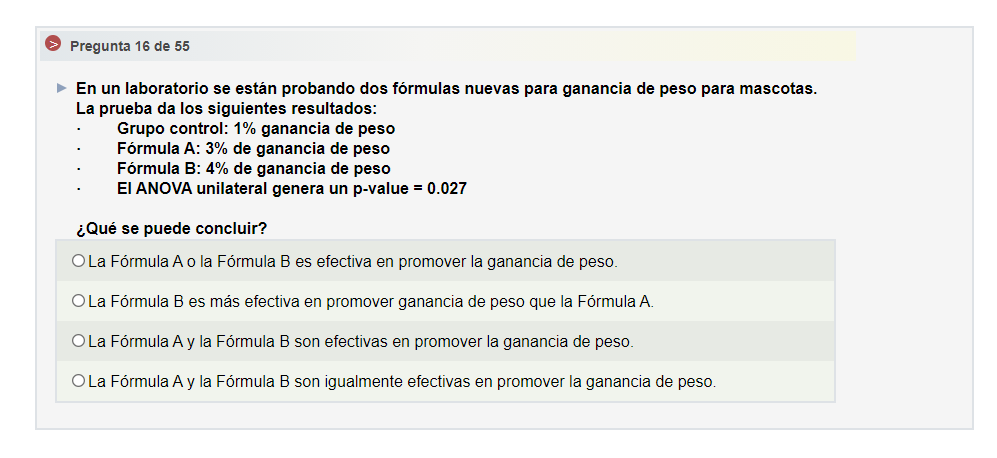 Pregunta 16 de 55
En un laboratorio se están probando dos fórmulas nuevas para ganancia de peso para mascotas.
La prueba da los siguientes resultados:
· Grupo control: 1% ganancia de peso
· Fórmula A: 3% de ganancia de peso
· Fórmula B: 4% de ganancia de peso
· El ANOVA unilateral genera un p-value = 0.027
¿Qué se puede concluir?
La Fórmula A o la Fórmula B es efectiva en promover la ganancia de peso.
La Fórmula B es más efectiva en promover ganancia de peso que la Fórmula A.
La Fórmula A y la Fórmula B son efectivas en promover la ganancia de peso.
La Fórmula A y la Fórmula B son igualmente efectivas en promover la ganancia de peso.